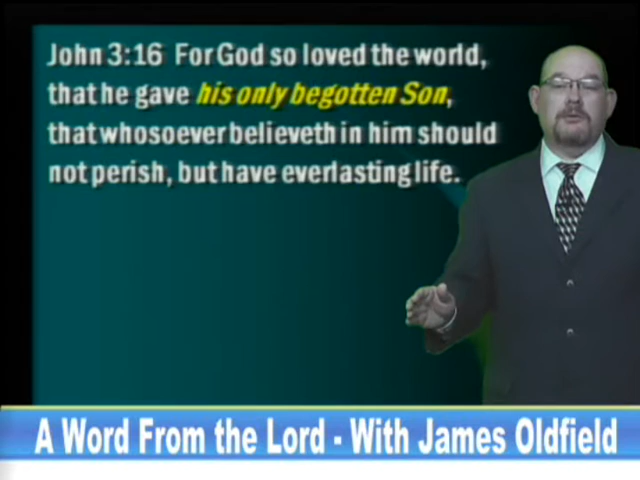 John 3:16 For God so loved the world,
that he gave his only begotten Son,
that whosoever believeth in him should
not perish, but have everlasting life.
A Word From the Lord - With James Oldfield